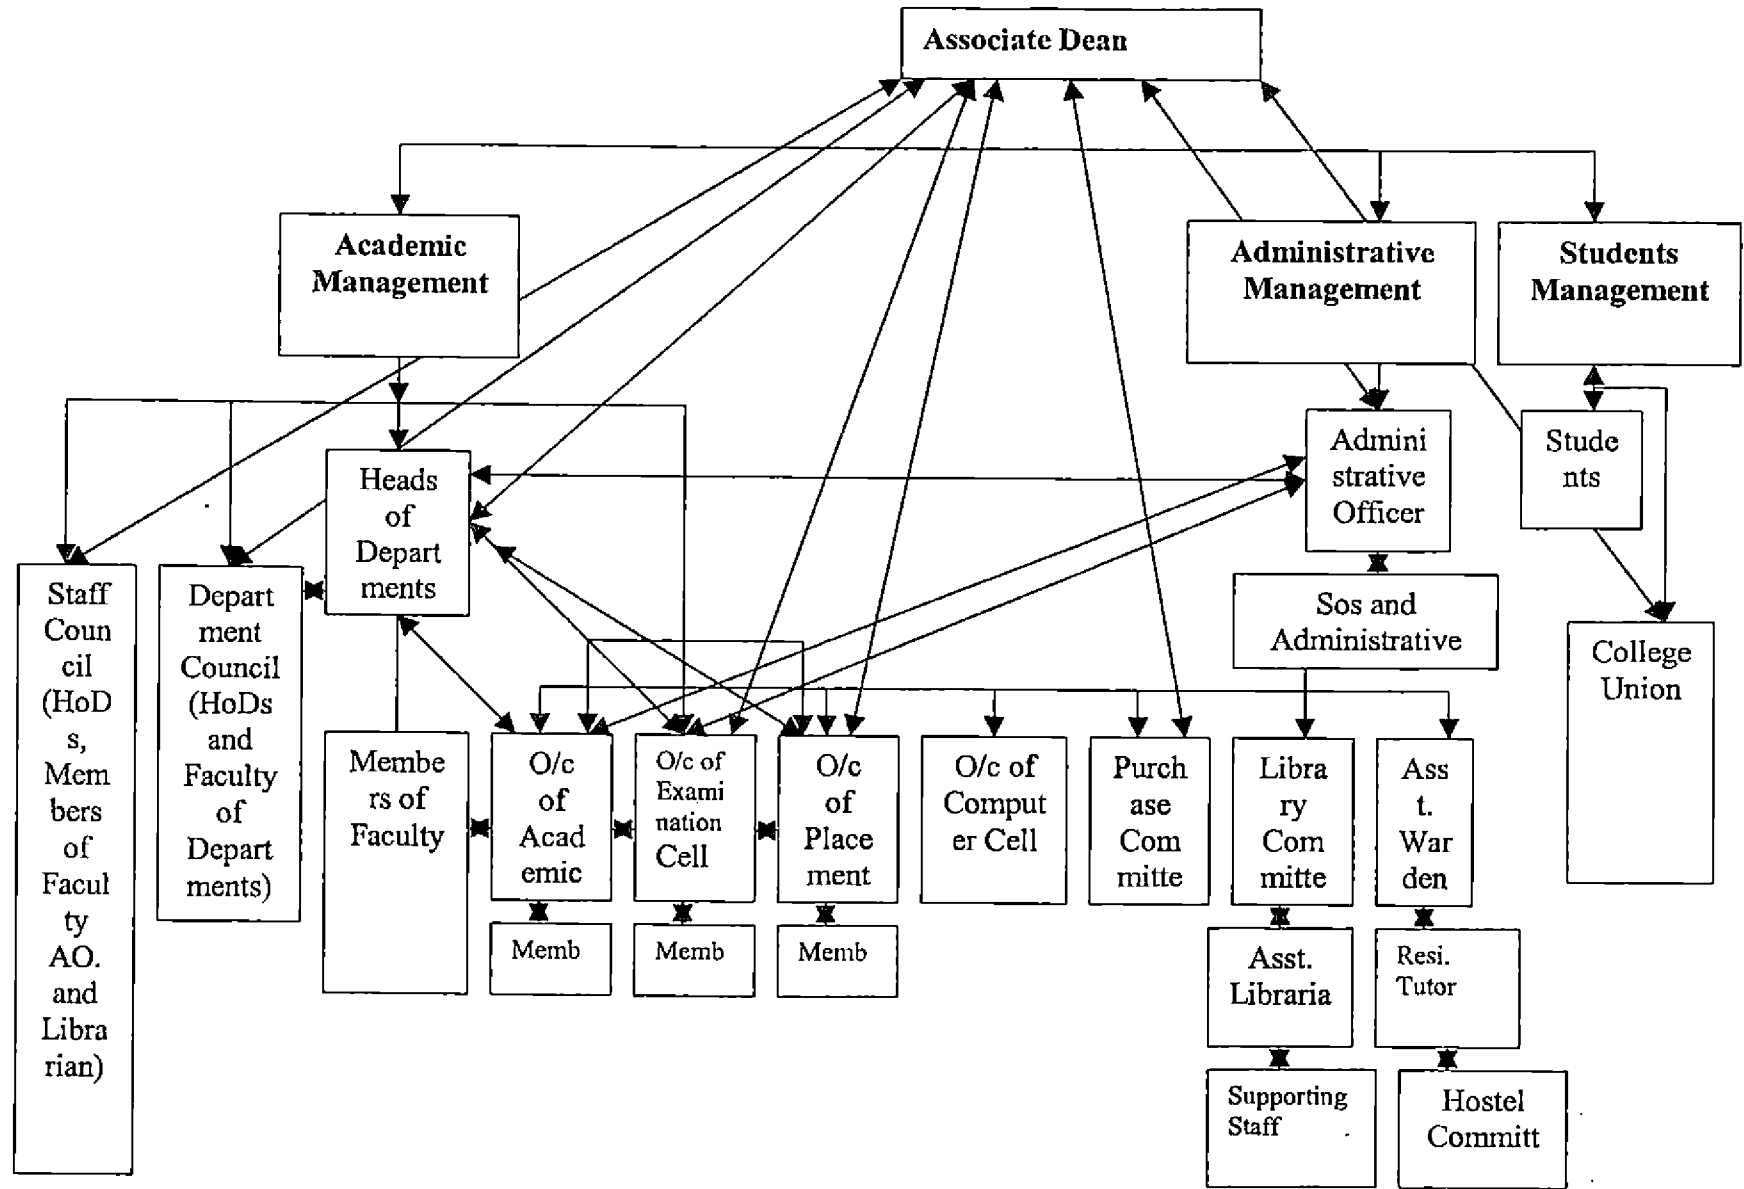 Associate Dean
Academic
Management
Administrative
Management
Students
Management
Heads
of
Depart
ments
Admini
strative
Officer
Stude
nts
Staff
Coun
cil
(HoD
s,
Mem
bers
of
Facul
ty
AO.
and
Libra
rian)
Depart
ment
Council
(HoDs
and
Faculty
of
Depart
ments)
Sos and
Administrative
College
Union
Membe
rs of
Faculty
O/c
of
Acad
emic
O/c of
Exami
nation
Cell
O/c
of
Place
ment
O/c of
Comput
er Cell
Purch
ase
Com
mitte
Libra
ry
Com
mitte
Ass
t.
War
den
Memb
Memb
Memb
Asst.
Libraria
Resi.
Tutor
Supporting
Staff
Hostel
Committ